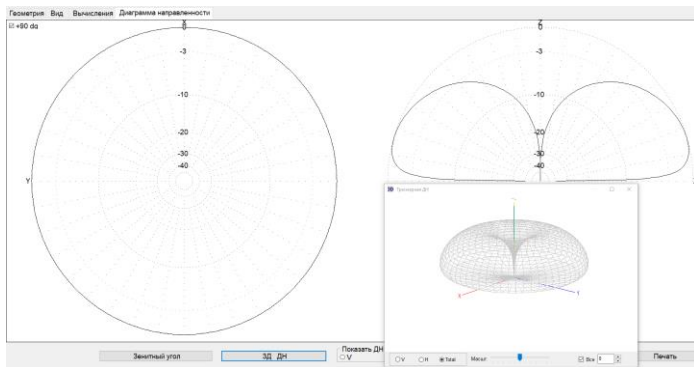 Геометрия Вид Вычисления Диаграмма направленности
+90 dg
X
0
-3
-10
-20
-30
-40
Y
Z
0
-3
-10
-20
-30
-40
Трехмерная ДН
X
Y
V H Total Масшт. Slice
Показать ДН
V
Зенитный угол 3Д ДН Печать